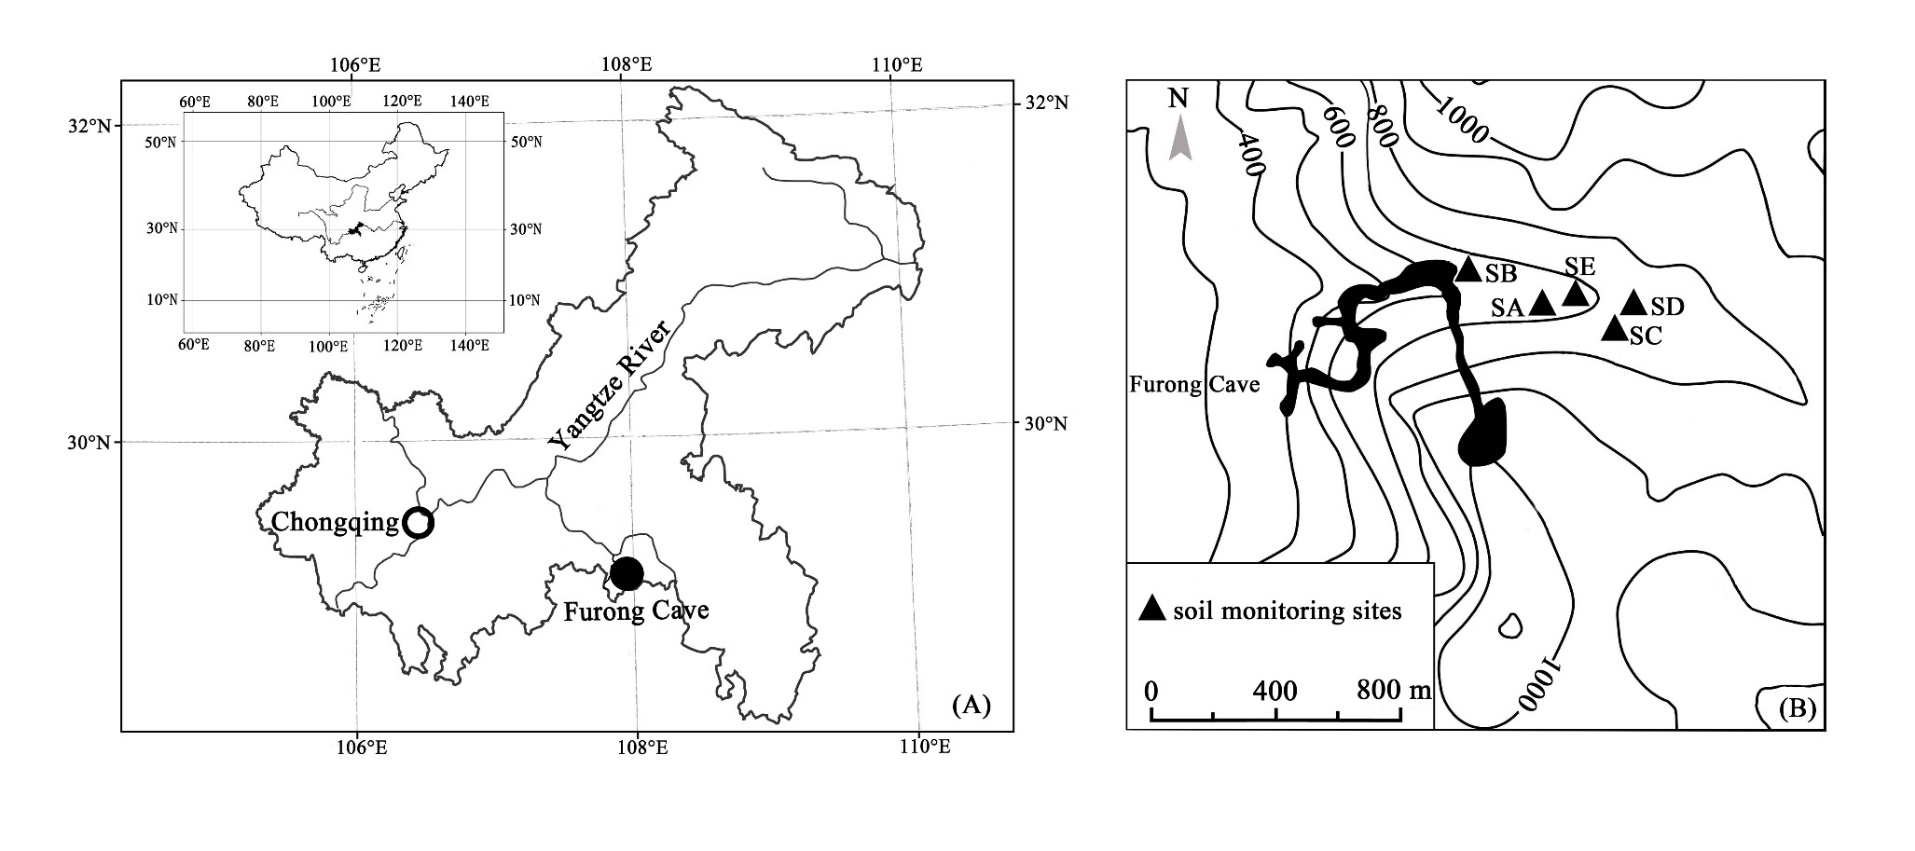 106°E 108°E 110°E
60°E 80°E 100°E 120°E 140°E
32°N 32°N
50°N 50°N
30°N 30°N
10°N 10°N
60°E 80°E 100°E 120°E 140°E
Yangtze River
30°N 30°N
Chongqing
Furong Cave
(A)
106°E 108°E 110°E
N
400
600
800
1000
SB
SE
SA
SD
SC
Furong Cave
soil monitoring sites
0 400 800 m
1000
(B)